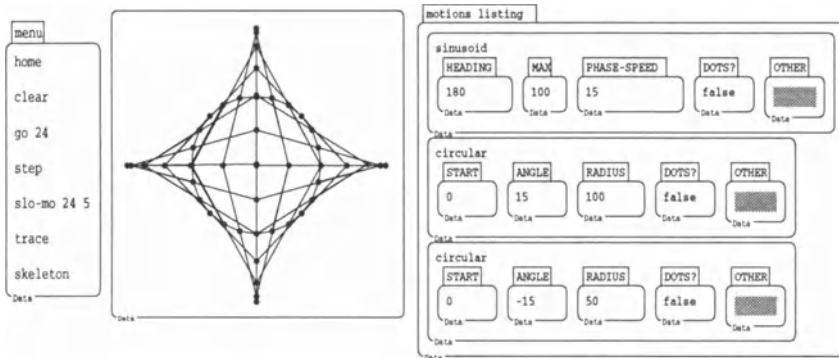 menu
home
clear
go 24
step
slo-mo 24 5
trace
skeleton
Data
Data
motions listing
sinusoid
HEADING MAX PHASE-SPEED DOTS? OTHER
180 100 15 false
Data Data Data Data Data
Data
circular
START ANGLE RADIUS DOTS? OTHER
0 15 100 false
Data Data Data Data Data
Data
circular
START ANGLE RADIUS DOTS? OTHER
0 -15 50 false
Data Data Data Data Data
Data
Data